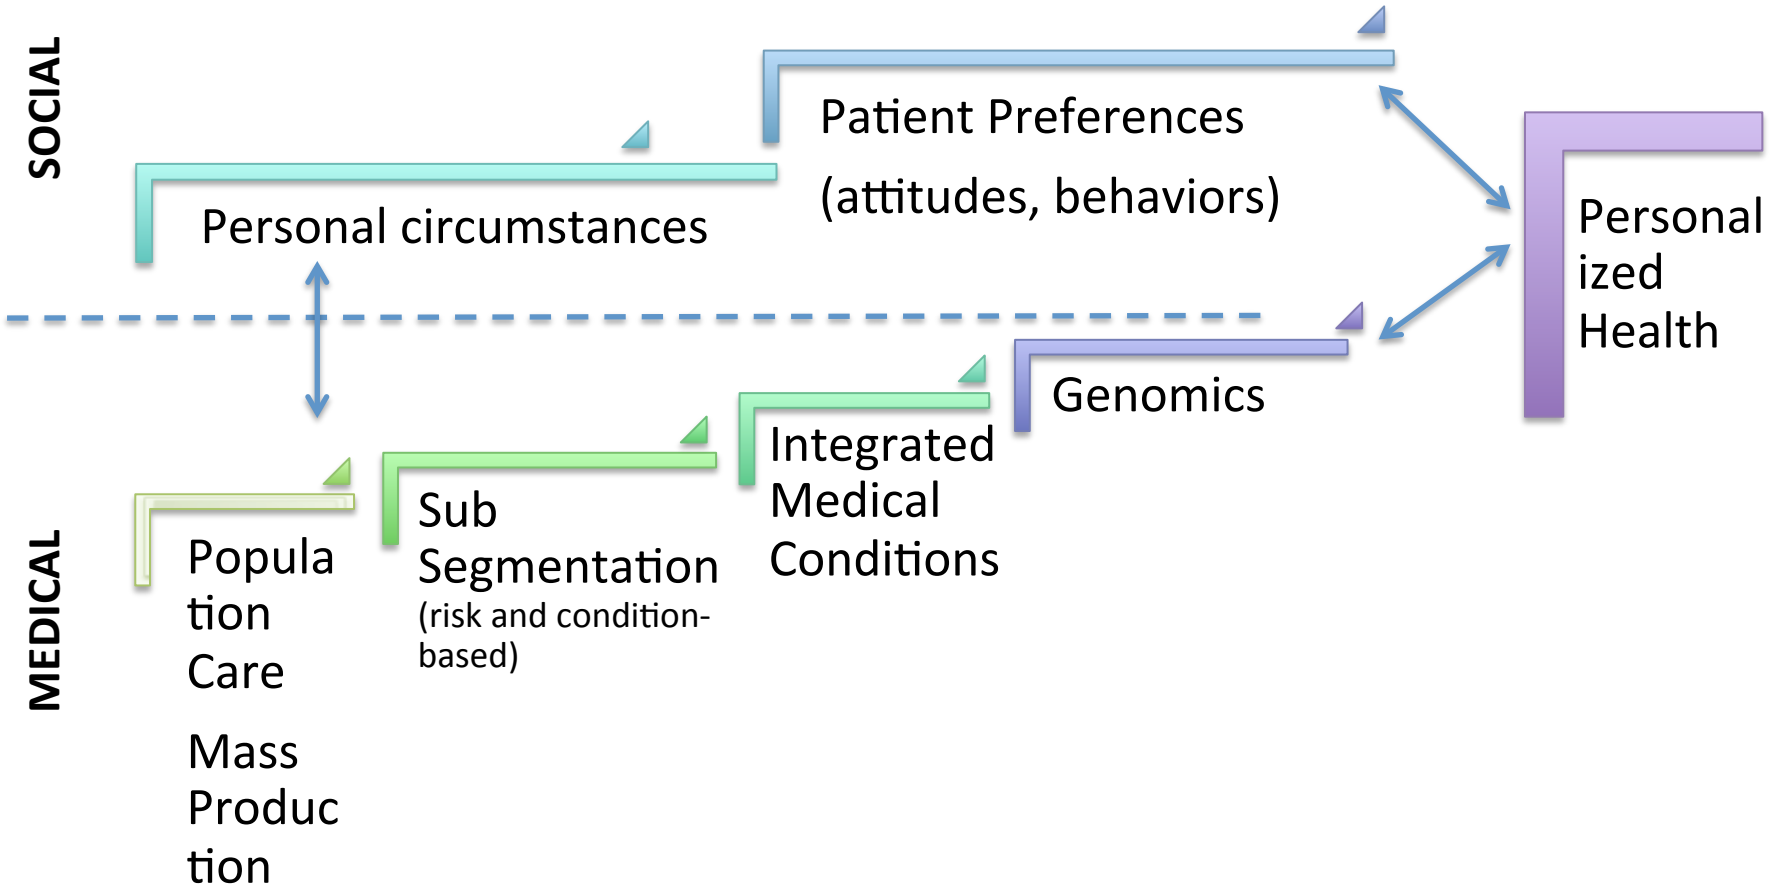 SOCIAL
Patient Preferences
(attitudes, behaviors)
Personal circumstances
Personal
ized
Health
MEDICAL
Genomics
Integrated
Medical
Conditions
Sub
Segmentation
(risk and condition-
based)
Popula
tion
Care
Mass
Produc
tion